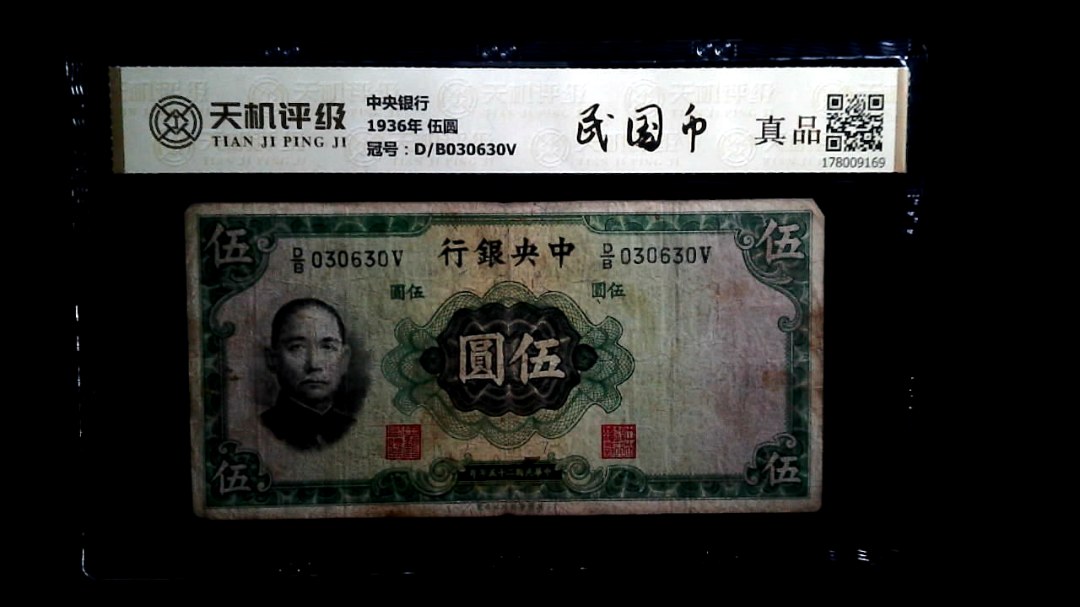 天机评级
TIAN JI PING JI
中央银行
1936年 伍圆
冠号：D/B030630V
民国币
真品
178009169
伍
伍
D/B 030630V
行銀央中
D/B 030630V
圓伍
圓伍
圓伍
伍
伍